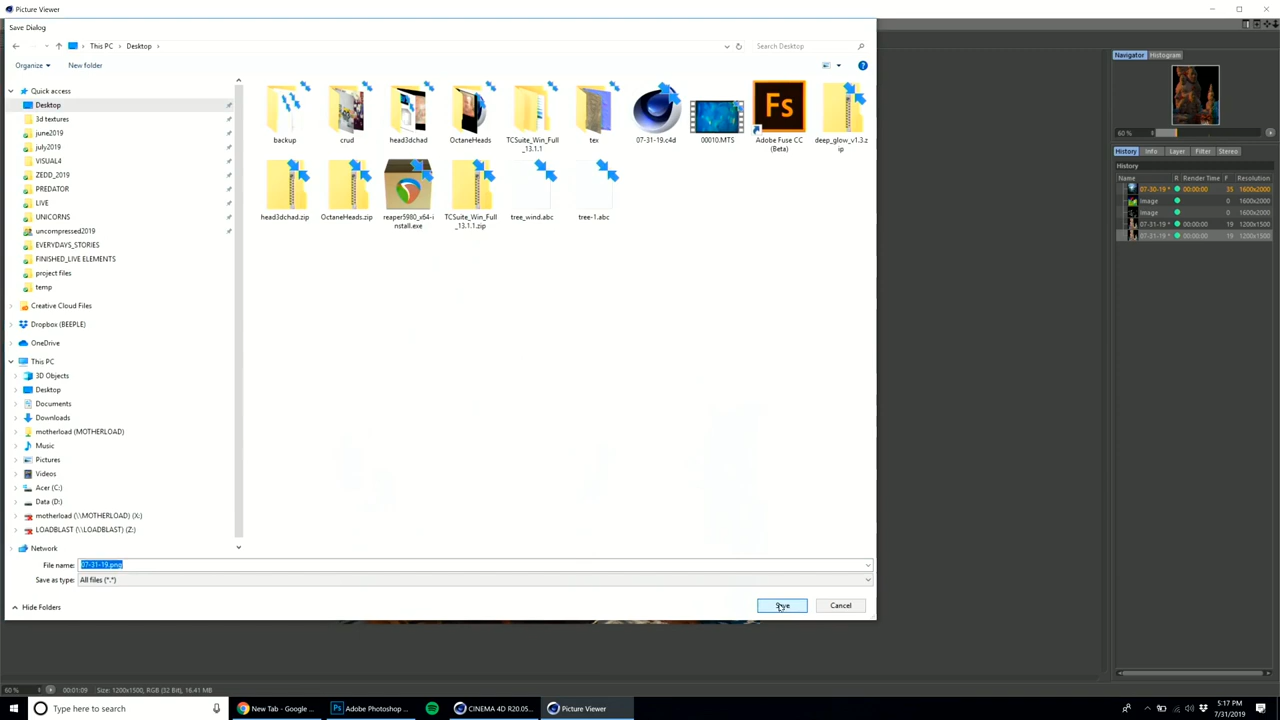 Picture Viewer
Save Dialog
This PC
Desktop
Search Desktop
Organize
New folder
Quick access
Desktop
3d textures
june2019
july2019
VISUAL4
ZEDD_2019
PREDATOR
LIVE
UNICORNS
uncompressed2019
EVERYDAYS_STORIES
FINISHED_LIVE ELEMENTS
project files
temp
Creative Cloud Files
Dropbox (BEEPLE)
OneDrive
This PC
3D Objects
Desktop
Documents
Downloads
motherload (MOTHERLOAD)
Music
Pictures
Videos
Acer (C:)
Data (D:)
motherload (\\MOTHERLOAD) (X:)
LOADBLAST (\\LOADBLAST) (Z:)
Network
backup
crud
head3dchad
OctaneHeads
TCSuite_Win_Full
_13.1.1
tex
07-31-19.c4d
00010.MTS
Adobe Fuse CC
(Beta)
deep_glow_v1.3.z
ip
head3dchad.zip
OctaneHeads.zip
reaper5980_x64-i
nstall.exe
TCSuite_Win_Full
_13.1.1.zip
tree_wind.abc
tree-1.abc
File name: 07-31-19.png
Save as type: All files (*.*)
Hide Folders
Save
Cancel
Navigator
Histogram
60 %
History
Info
Layer
Filter
Stereo
History
Name R Render Time F Resolution
07-30-19 * 00:00:00 35 1600x2000
Image 0 1600x2000
Image 0 1600x2000
07-31-19 * 00:00:00 19 1200x1500
07-31-19 * 00:00:00 19 1200x1500
60 %
00:01:09
Size: 1200x1500, RGB (32 Bit), 16.41 MB
Type here to search
New Tab - Google ...
Adobe Photoshop ...
CINEMA 4D R20.05...
Picture Viewer
5:17 PM
7/31/2019